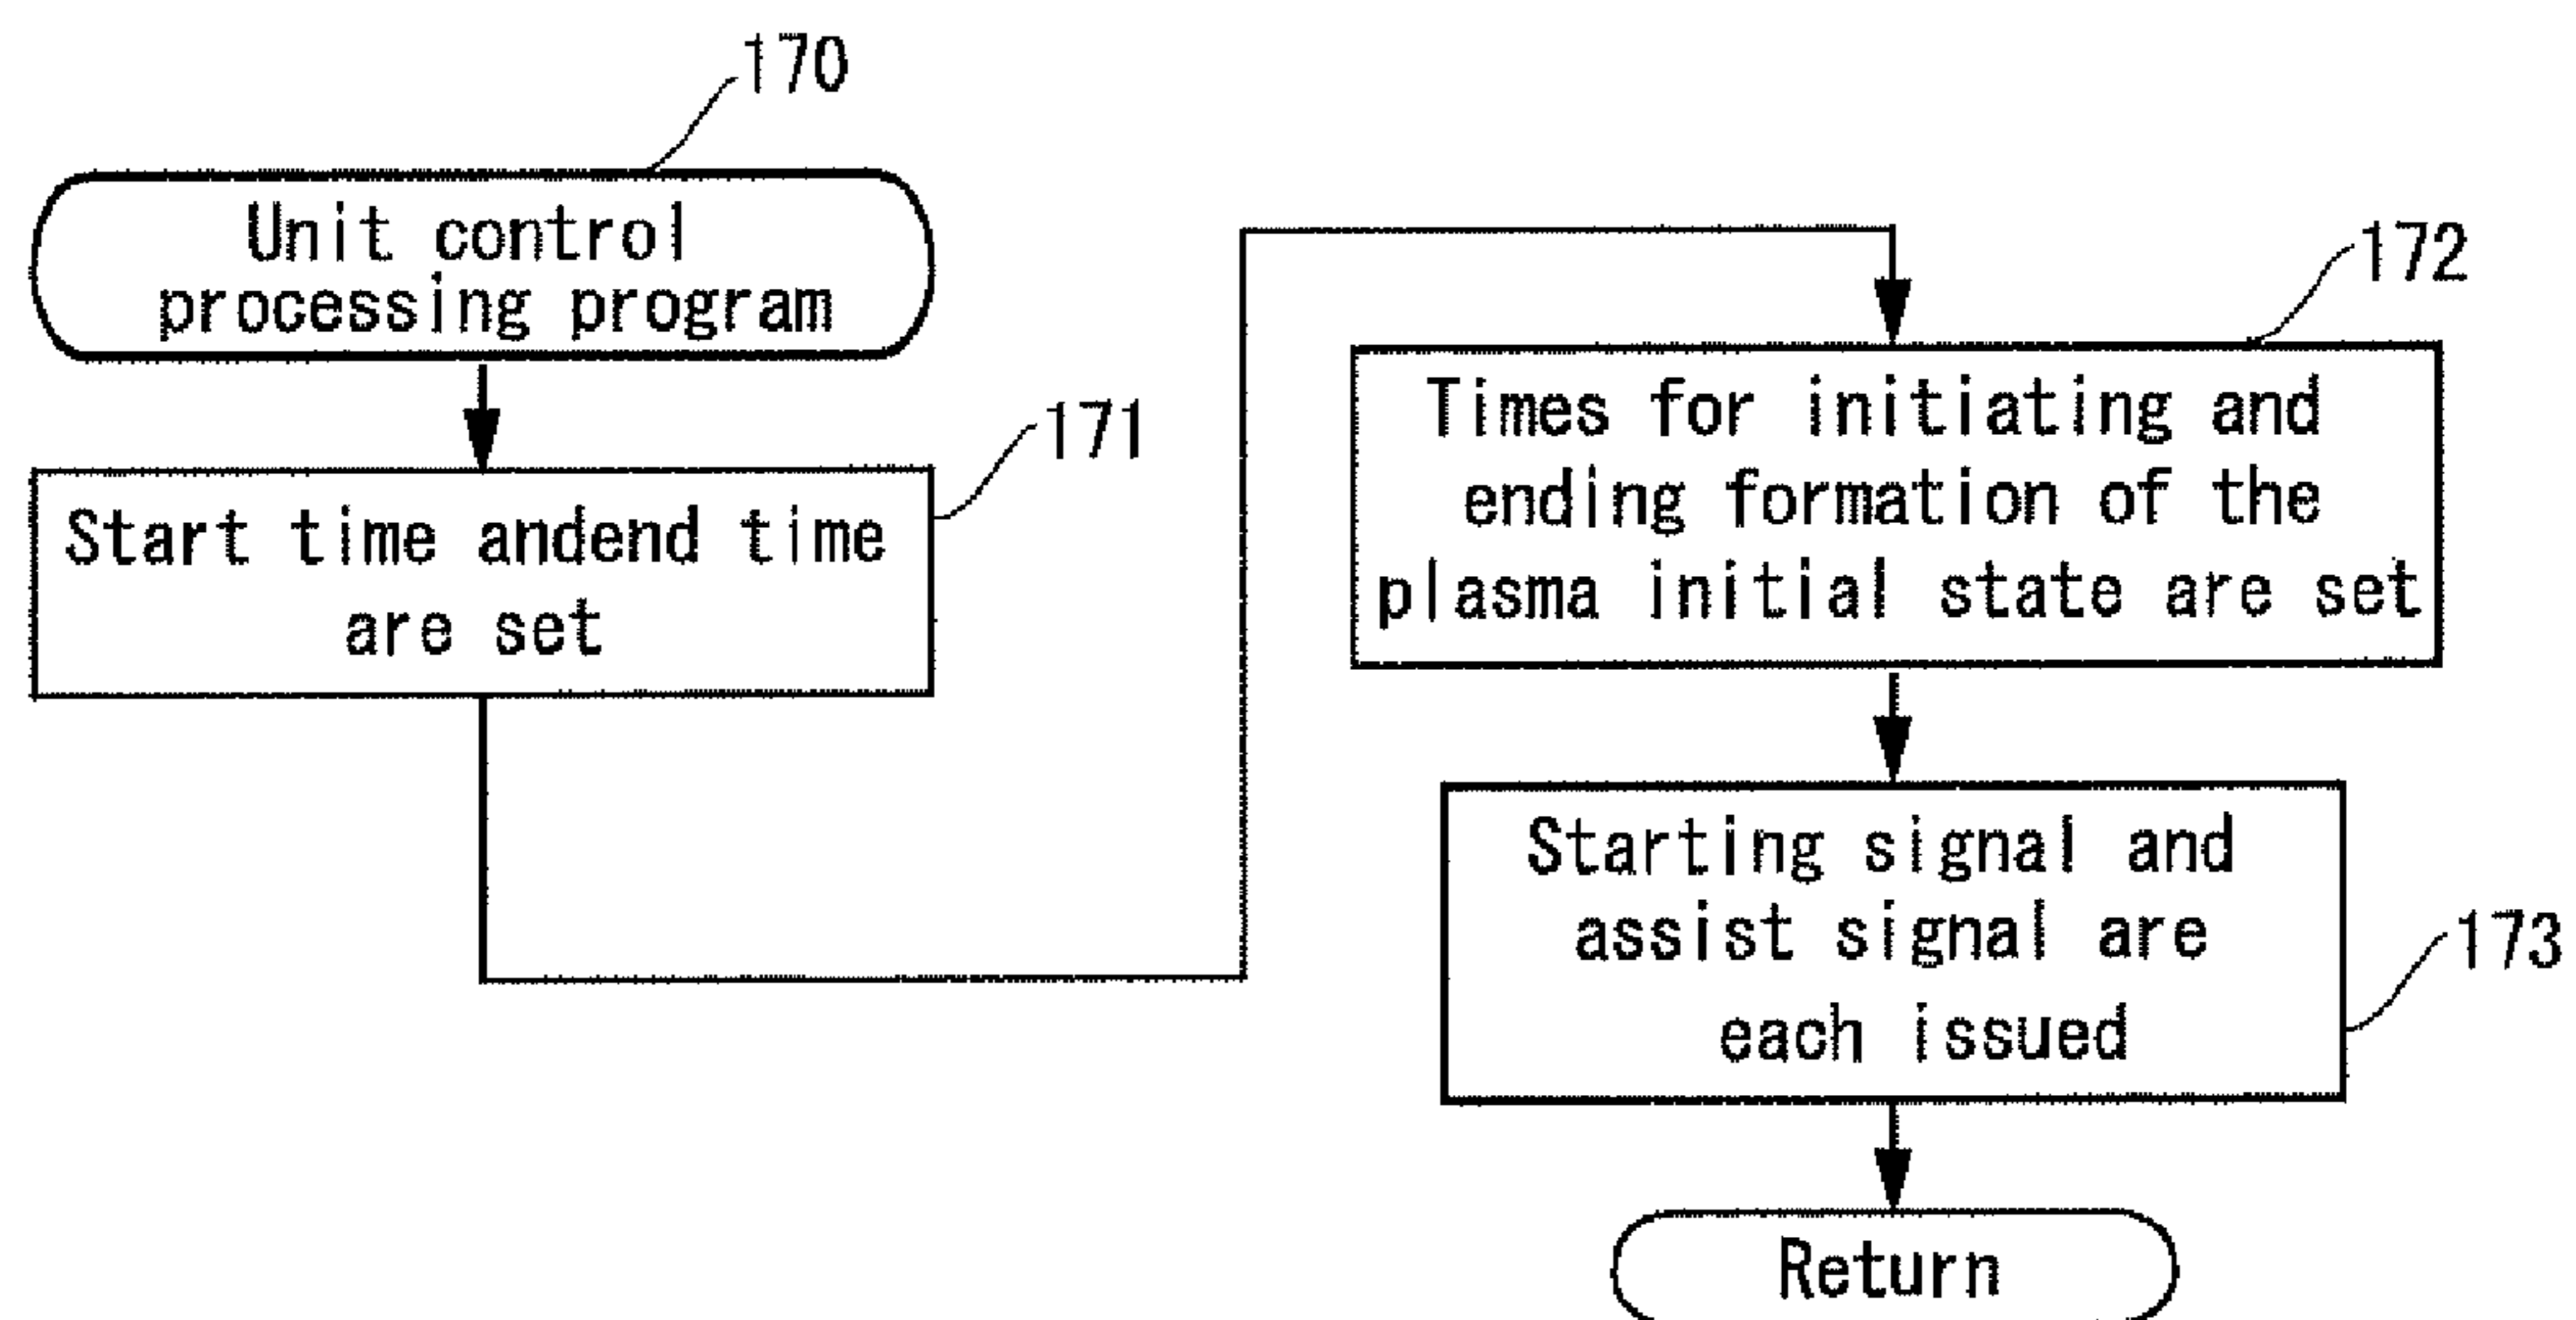 170
Unit control
processing program
171
Start time andend time
are set
172
Times for initiating and
ending formation of the
plasma initial state are set
173
Starting signal and
assist signal are
each issued
Return